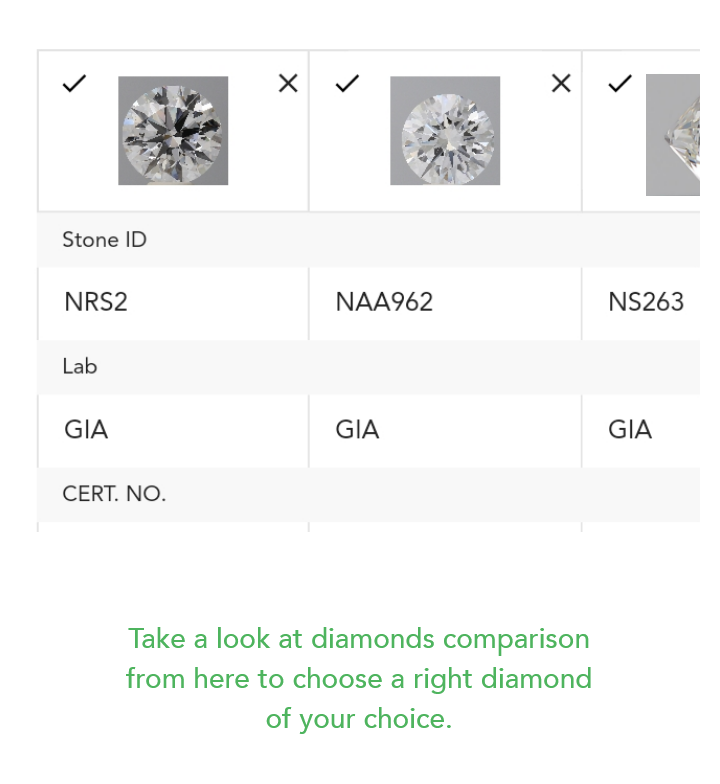 Stone ID
NRS2 NAA962 NS263
Lab
GIA GIA GIA
CERT. NO.
Take a look at diamonds comparison
from here to choose a right diamond
of your choice.